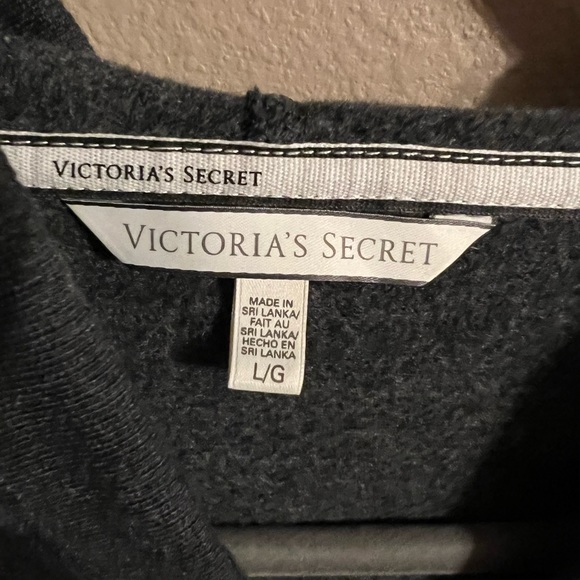 VICTORIA'S SECRET
VICTORIA'S SECRET
MADE IN
SRI LANKA/
FAIT AU
SRI LANKA/
HECHO EN
SRI LANKA
L/G